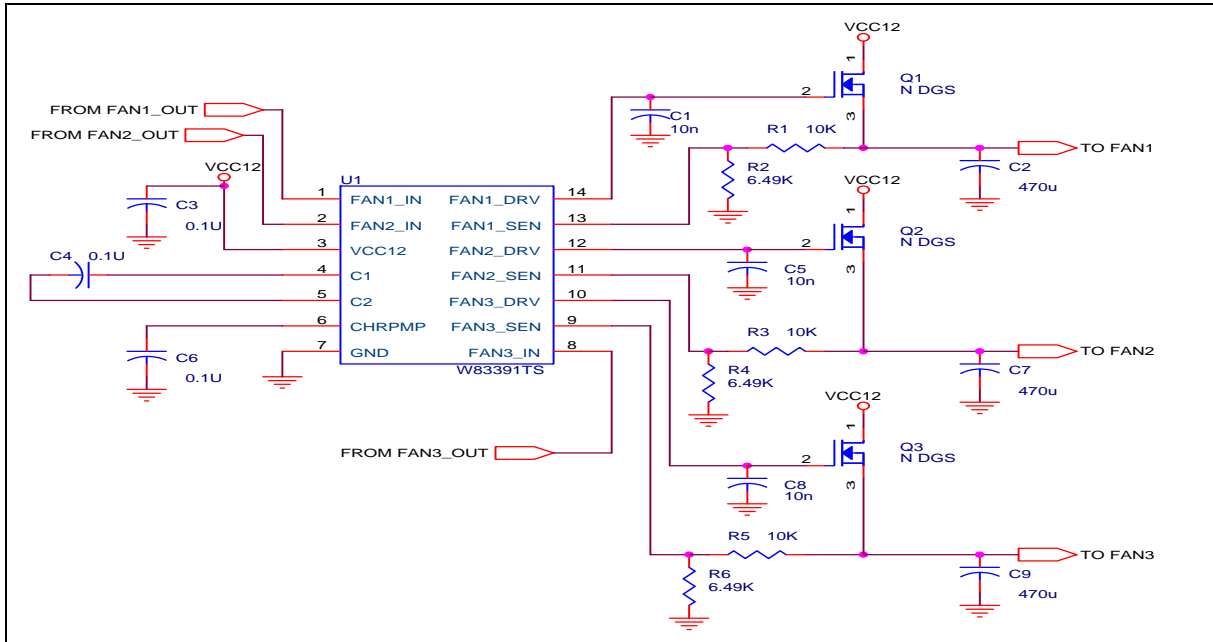 VCC12
1
Q1
N DGS
2
3
FROM FAN1_OUT
C1
10n
FROM FAN2_OUT
R1 10K
TO FAN1
VCC12
R2
6.49K
C2
470u
VCC12
U1
C3
0.1U
1 FAN1_IN FAN1_DRV 14
2 FAN2_IN FAN1_SEN 13
3 VCC12 FAN2_DRV 12
4 C1 FAN2_SEN 11
5 C2 FAN3_DRV 10
6 CHRPMP FAN3_SEN 9
7 GND FAN3_IN 8
W83391TS
C4 0.1U
C6
0.1U
1
Q2
N DGS
2
3
C5
10n
R3 10K
TO FAN2
R4
6.49K
C7
470u
VCC12
1
Q3
N DGS
2
3
FROM FAN3_OUT
C8
10n
R5 10K
TO FAN3
R6
6.49K
C9
470u